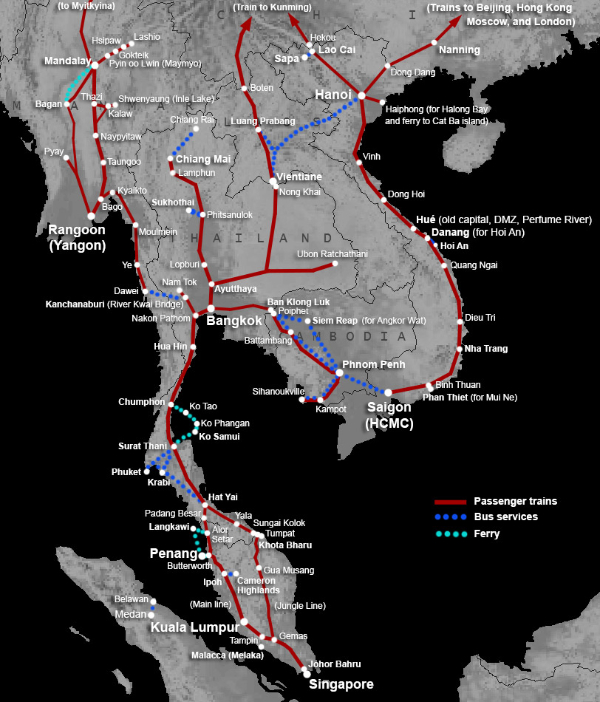 (to Myitkyina)
(Train to Kunming)
C H I
(Trains to Beijing, Hong Kong
Moscow, and London)
Lashio
Hsipaw
Gokteik
Mandalay
Pyin oo Lwin (Maymyo)
Hokou
Lao Cai
Sapa
Nanning
Dong Dang
Boten
Hanoi
Bagan
Thazi
Shwenyaung (Inle Lake)
Kalaw
Haiphong (for Halong Bay
and ferry to Cat Ba island)
Chiang Rai
Luang Prabang
Naypyitaw
Pyay
Taungoo
Chiang Mai
Lamphun
Vinh
Vientiane
Nong Khai
Kyaikto
Bago
Sukhothai
Phitsanulok
Dong Hoi
Rangoon
(Yangon)
Moulmein
Hué (old capital, DMZ, Perfume River)
Danang (for Hoi An)
Hoi An
T H A I L A N D
Ubon Ratchathani
Quang Ngai
Ye
Lopburi
Nam Tok
Ayutthaya
Dawei
Kanchanaburi (River Kwai Bridge)
Nakon Pathom
Bangkok
Ban Klong Luk
Poiphet
Siem Reap (for Angkor Wat)
Dieu Tri
Battambang
M B O D I A
Hua Hin
Nha Trang
Phnom Penh
Sihanoukville
Kampot
Saigon
(HCMC)
Binh Thuan
Phan Thiet (for Mui Ne)
Chumphon
Ko Tao
Ko Phangan
Ko Samui
Surat Thani
Phuket
Krabi
Hat Yai
Passenger trains
Bus services
Ferry
Padang Besar
Yala
Sungai Kolok
Tumpat
Langkawi
Alor
Setar
Khota Bharu
Penang
Butterworth
Gua Musang
Ipoh
Cameron
Highlands
Belawan
Medan
(Main line)
(Jungle Line)
Kuala Lumpur
Tampin
Gemas
Malacca (Melaka)
Johor Bahru
Singapore